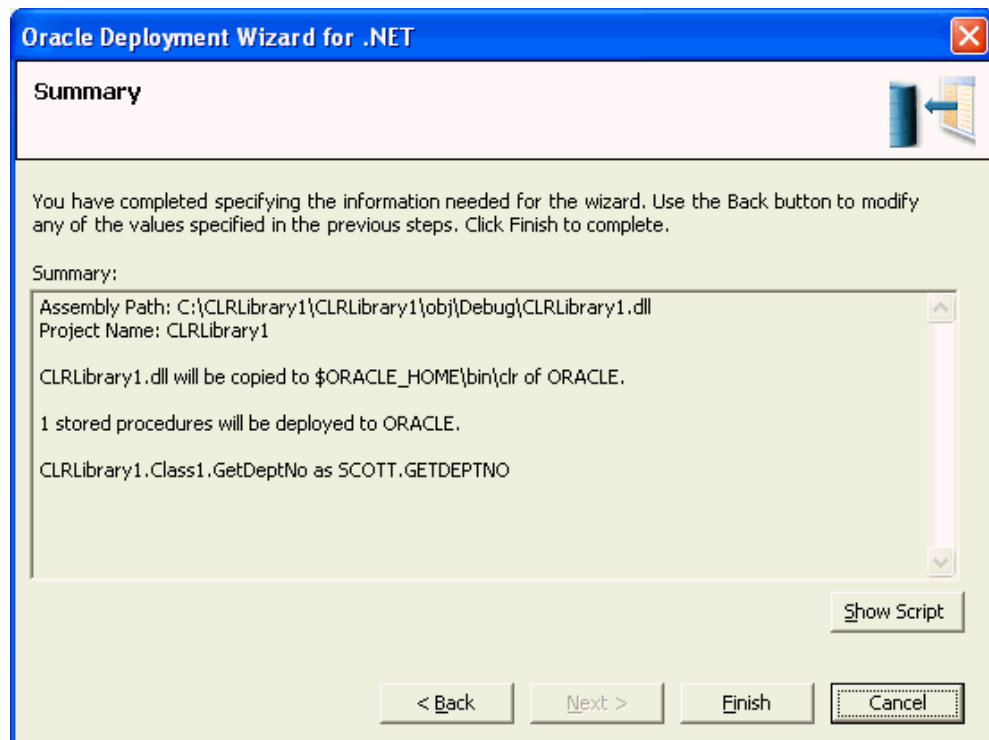 Oracle Deployment Wizard for .NET
Summary
You have completed specifying the information needed for the wizard. Use the Back button to modify
any of the values specified in the previous steps. Click Finish to complete.
Summary:
Assembly Path: C:\CLRLibrary1\CLRLibrary1\obj\Debug\CLRLibrary1.dll
Project Name: CLRLibrary1
CLRLibrary1.dll will be copied to $ORACLE_HOME\bin\clr of ORACLE.
1 stored procedures will be deployed to ORACLE.
CLRLibrary1.Class1.GetDeptNo as SCOTT.GETDEPTNO
Show Script
< Back Next > Finish Cancel